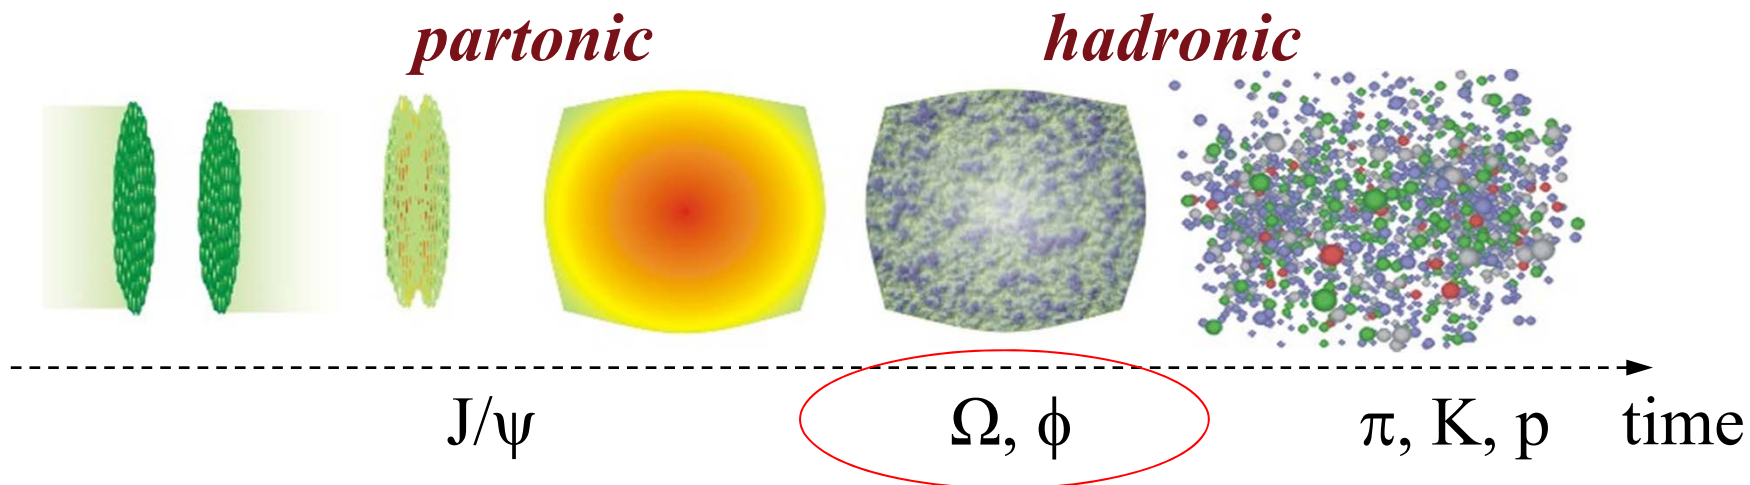 partonic hadronic
J/ψ Ω, ϕ π, K, p time